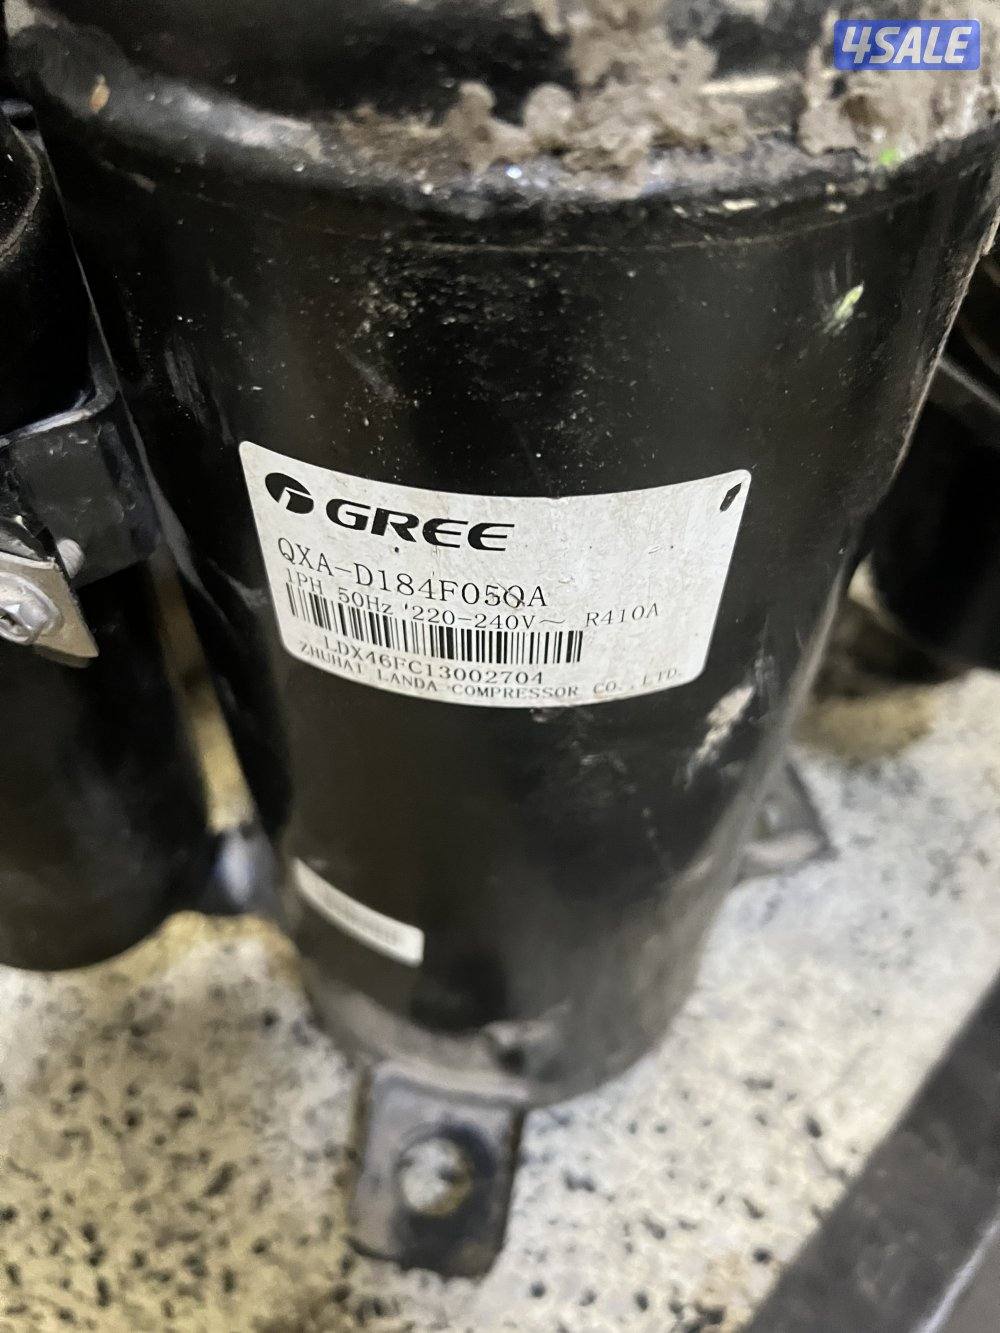 4SALE
GREE
QXA-D184F050A
1PH 50Hz 220-240V~ R410A
LDX46FC13002704
ZHUHAI LANDA COMPRESSOR CO.,LTD.